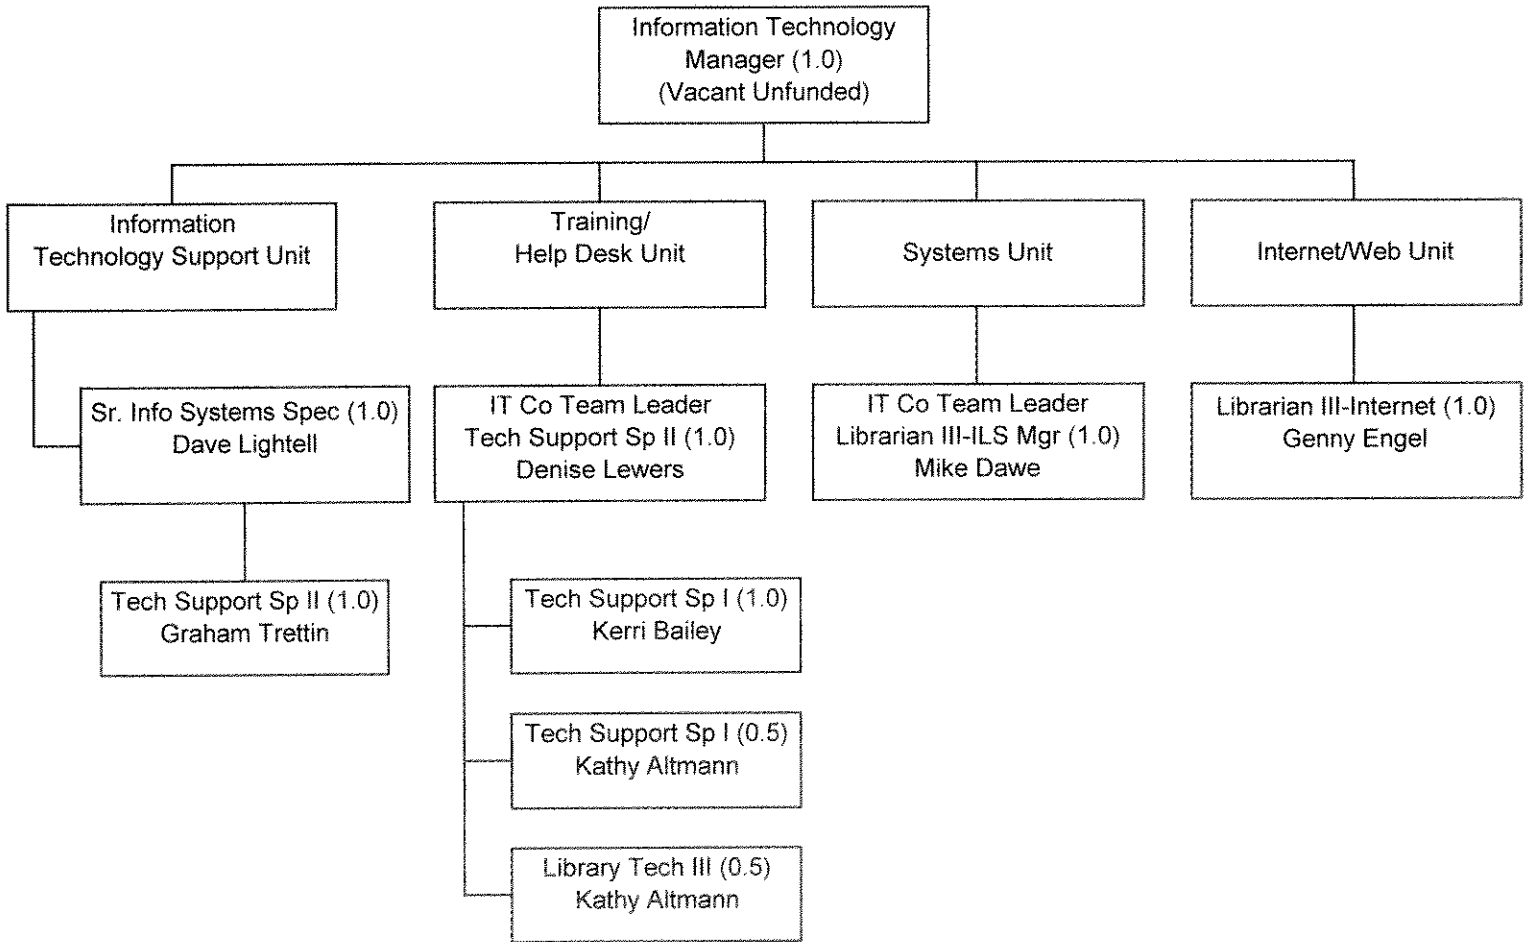 Information Technology
Manager (1.0)
(Vacant Unfunded)
Information
Technology Support Unit
Training/
Help Desk Unit
Systems Unit
Internet/Web Unit
Sr. Info Systems Spec (1.0)
Dave Lightell
IT Co Team Leader
Tech Support Sp II (1.0)
Denise Lewers
IT Co Team Leader
Librarian III-ILS Mgr (1.0)
Mike Dawe
Librarian III-Internet (1.0)
Genny Engel
Tech Support Sp II (1.0)
Graham Trettin
Tech Support Sp I (1.0)
Kerri Bailey
Tech Support Sp I (0.5)
Kathy Altmann
Library Tech III (0.5)
Kathy Altmann